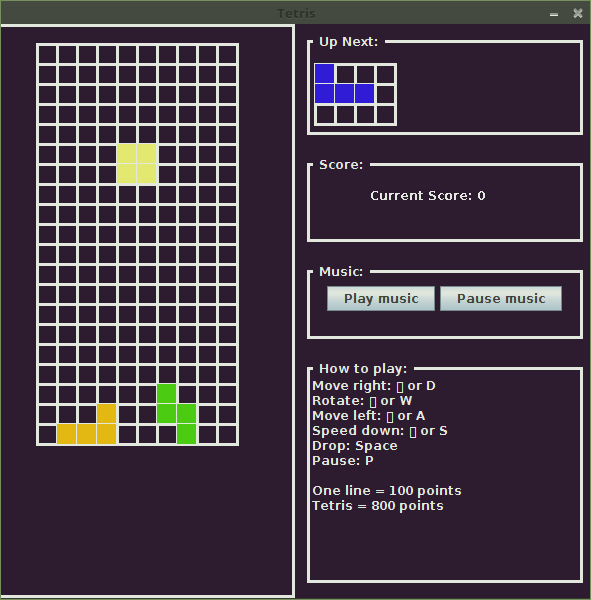 Tetris
Up Next:
Score:
Current Score: 0
Music:
Play music
Pause music
How to play:
Move right: ▯ or D
Rotate: ▯ or W
Move left: ▯ or A
Speed down: ▯ or S
Drop: Space
Pause: P
One line = 100 points
Tetris = 800 points